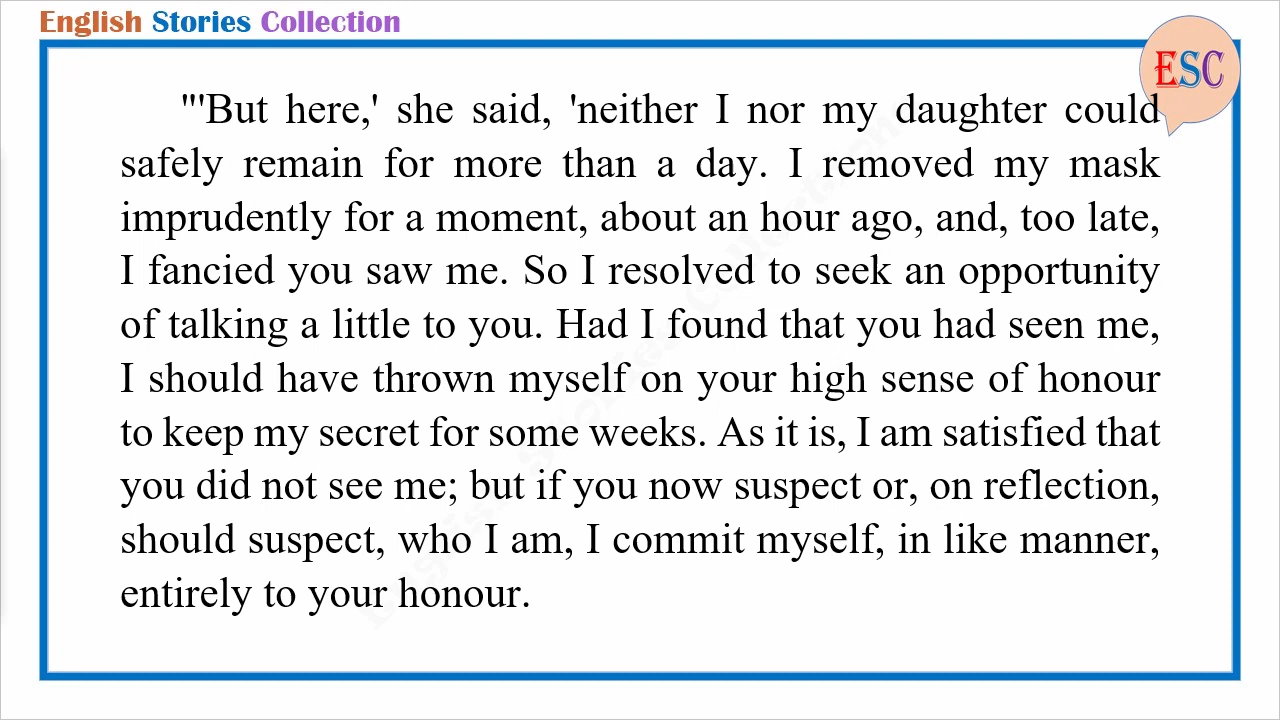 English Stories Collection
ESC
"'But here,' she said, 'neither I nor my daughter could
safely remain for more than a day. I removed my mask
imprudently for a moment, about an hour ago, and, too late,
I fancied you saw me. So I resolved to seek an opportunity
of talking a little to you. Had I found that you had seen me,
I should have thrown myself on your high sense of honour
to keep my secret for some weeks. As it is, I am satisfied that
you did not see me; but if you now suspect or, on reflection,
should suspect, who I am, I commit myself, in like manner,
entirely to your honour.